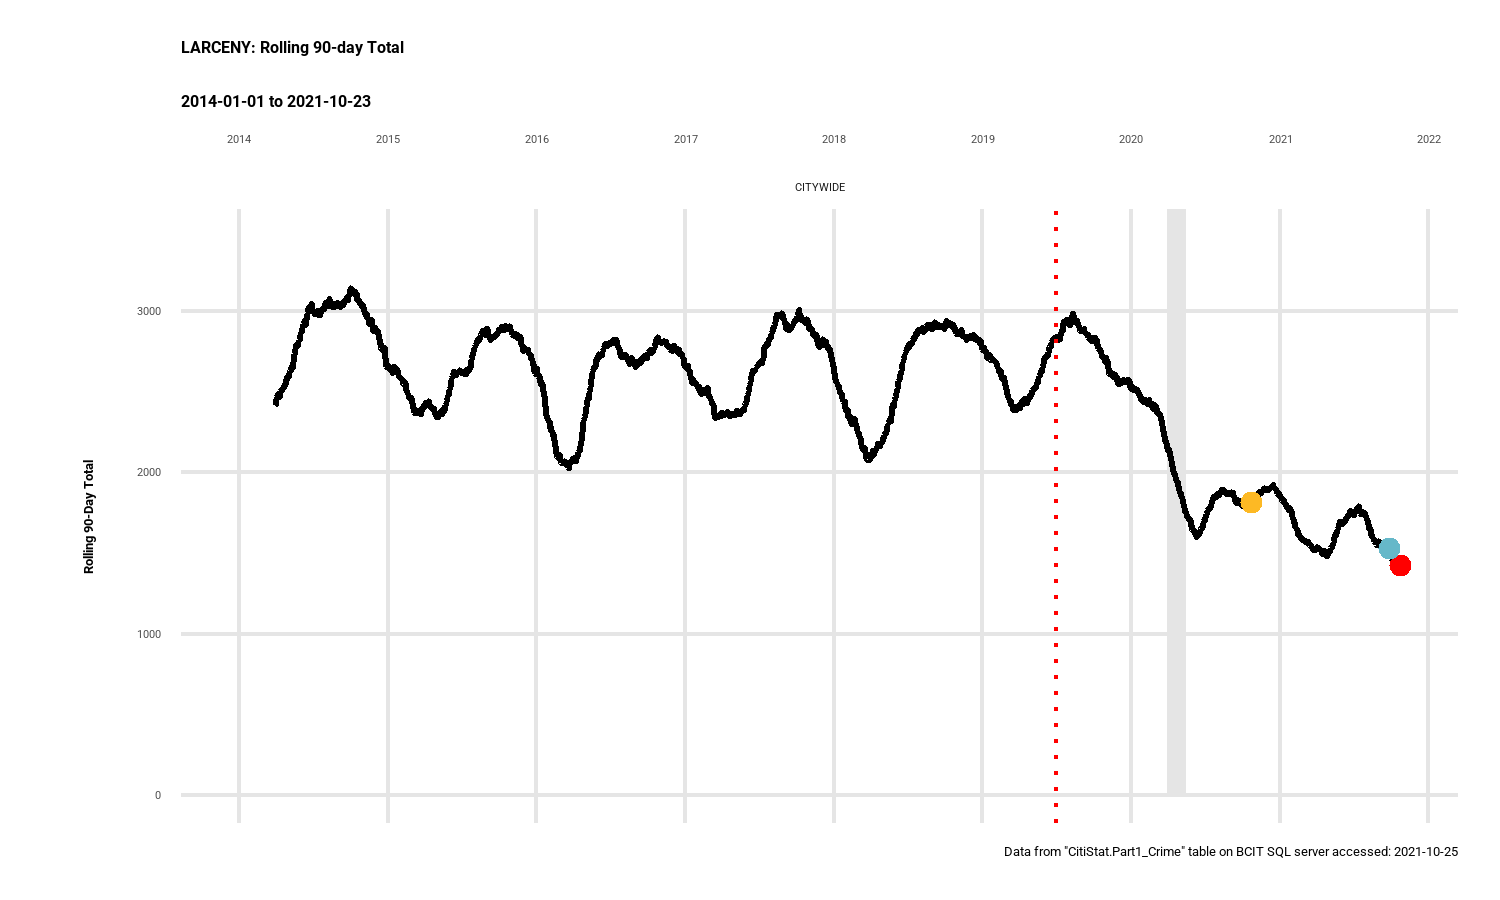 LARCENY: Rolling 90-day Total
2014-01-01 to 2021-10-23
2014 2015 2016 2017 2018 2019 2020 2021 2022
CITYWIDE
3000
2000
1000
0
Rolling 90-Day Total
Data from "CitiStat.Part1_Crime" table on BCIT SQL server accessed: 2021-10-25